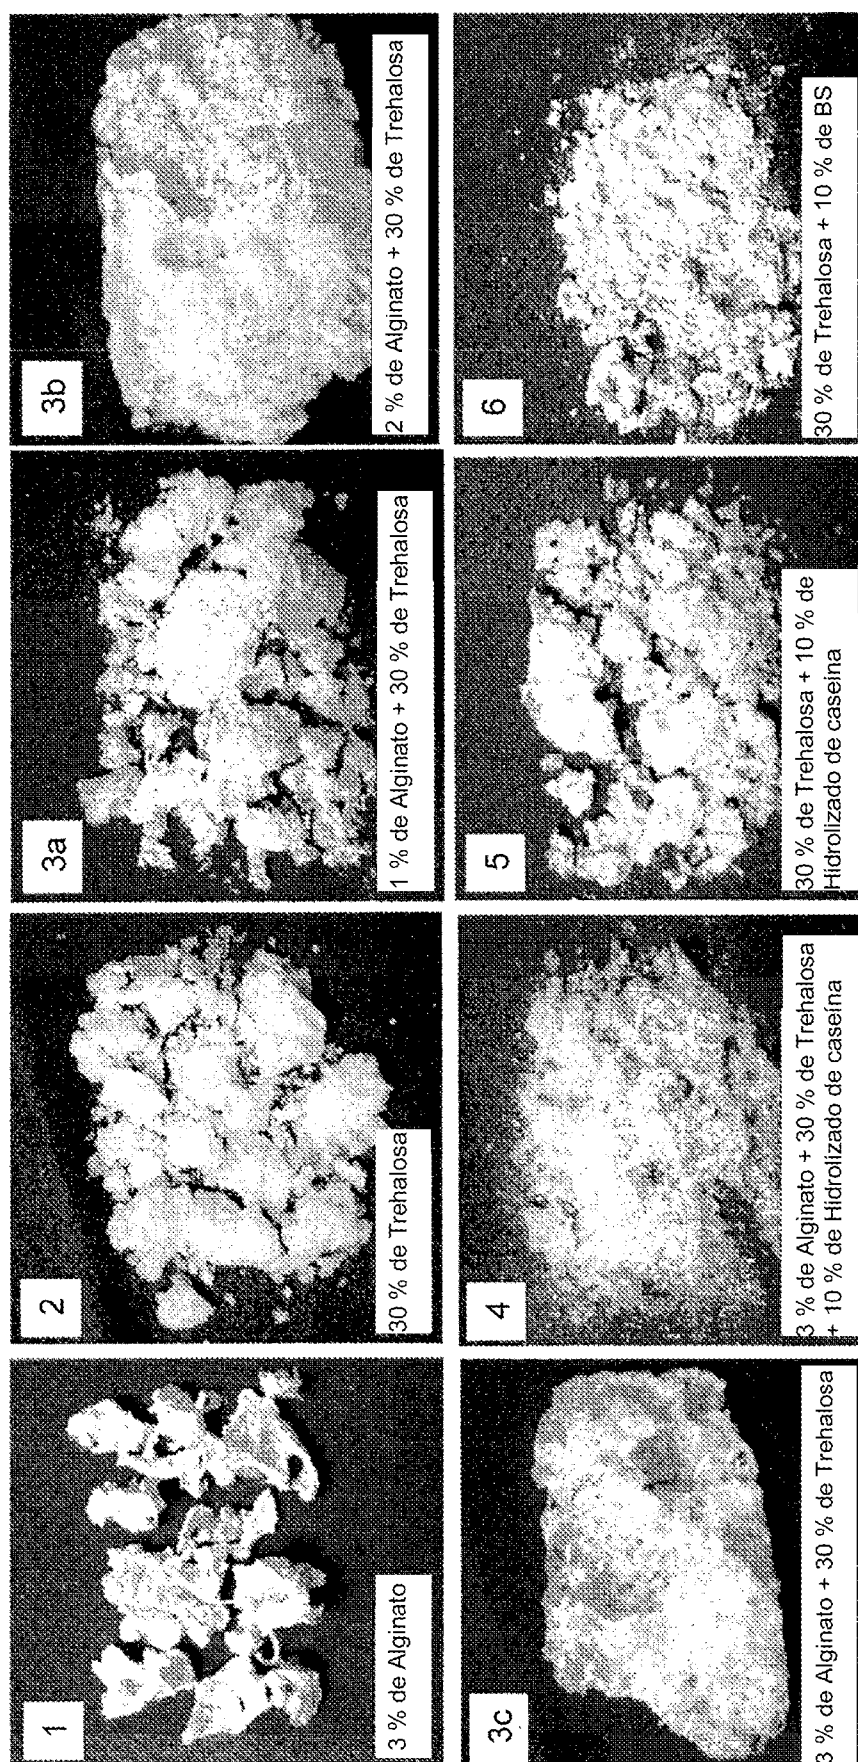 1
3 % de Alginato
2
30 % de Trehalosa
3a
1 % de Alginato + 30 % de Trehalosa
3b
2 % de Alginato + 30 % de Trehalosa
3c
3 % de Alginato + 30 % de Trehalosa
4
3 % de Alginato + 30 % de Trehalosa
+ 10 % de Hidrolizado de caseína
5
30 % de Trehalosa + 10 % de
Hidrolizado de caseina
6
30 % de Trehalosa + 10 % de BS